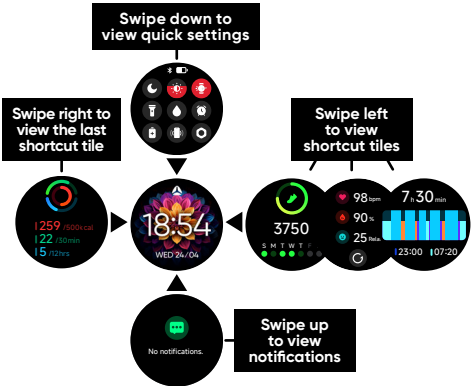 Swipe down to
view quick settings
Swipe right to
view the last
shortcut tile
Swipe left
to view
shortcut tiles
259 /500kcal
22 /30min
5 /12hrs
18:54
WED 24/04
3750
S M T W T F
98 bpm
90 %
25 Rela.
7 h 30 min
23:00 07:20
No notifications.
Swipe up
to view
notifications